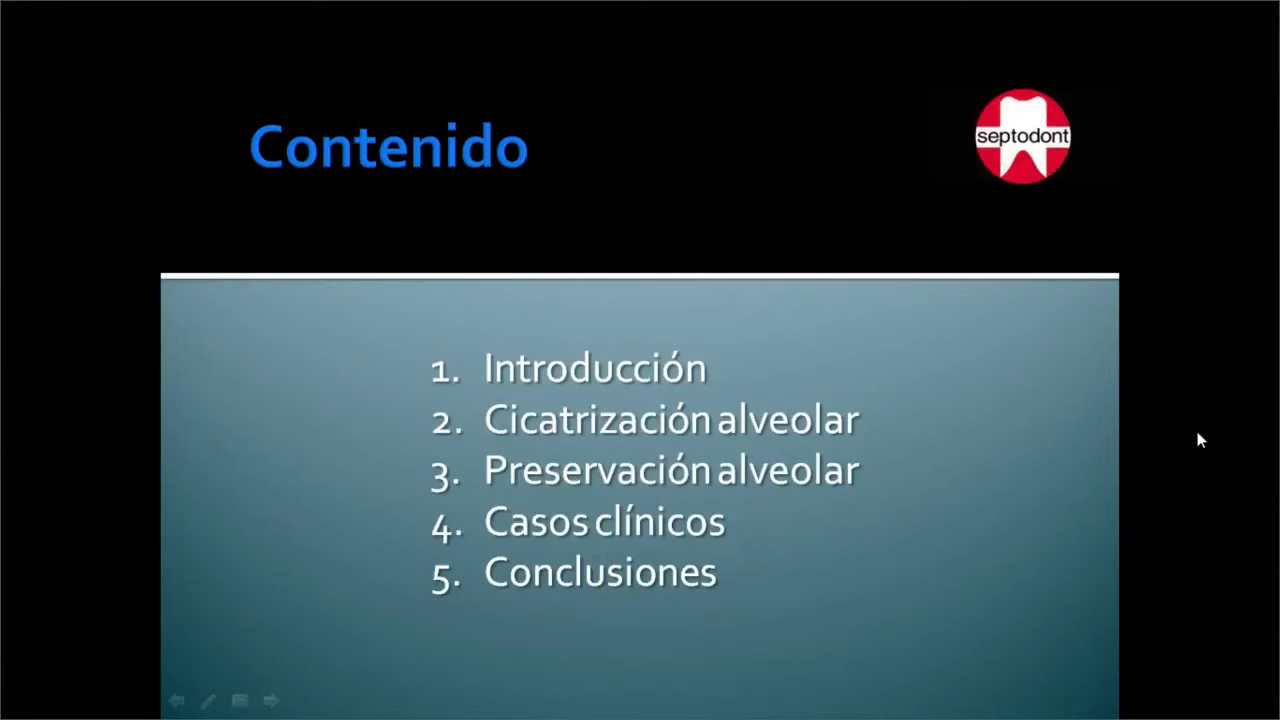 Contenido
septodont
1. Introducción
2. Cicatrización alveolar
3. Preservación alveolar
4. Casos clínicos
5. Conclusiones